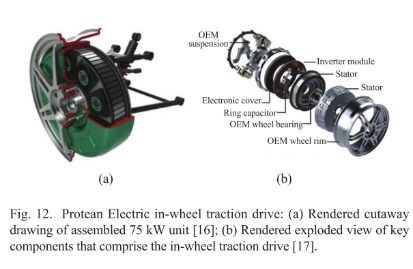 OEM
suspension
Inverter module
Stator
Stator
Electronic cover
Ring capacitor
OEM wheel bearing
OEM wheel rim
(a)
(b)
Fig. 12. Protean Electric in-wheel traction drive: (a) Rendered cutaway
drawing of assembled 75 kW unit [16]; (b) Rendered exploded view of key
components that comprise the in-wheel traction drive [17].